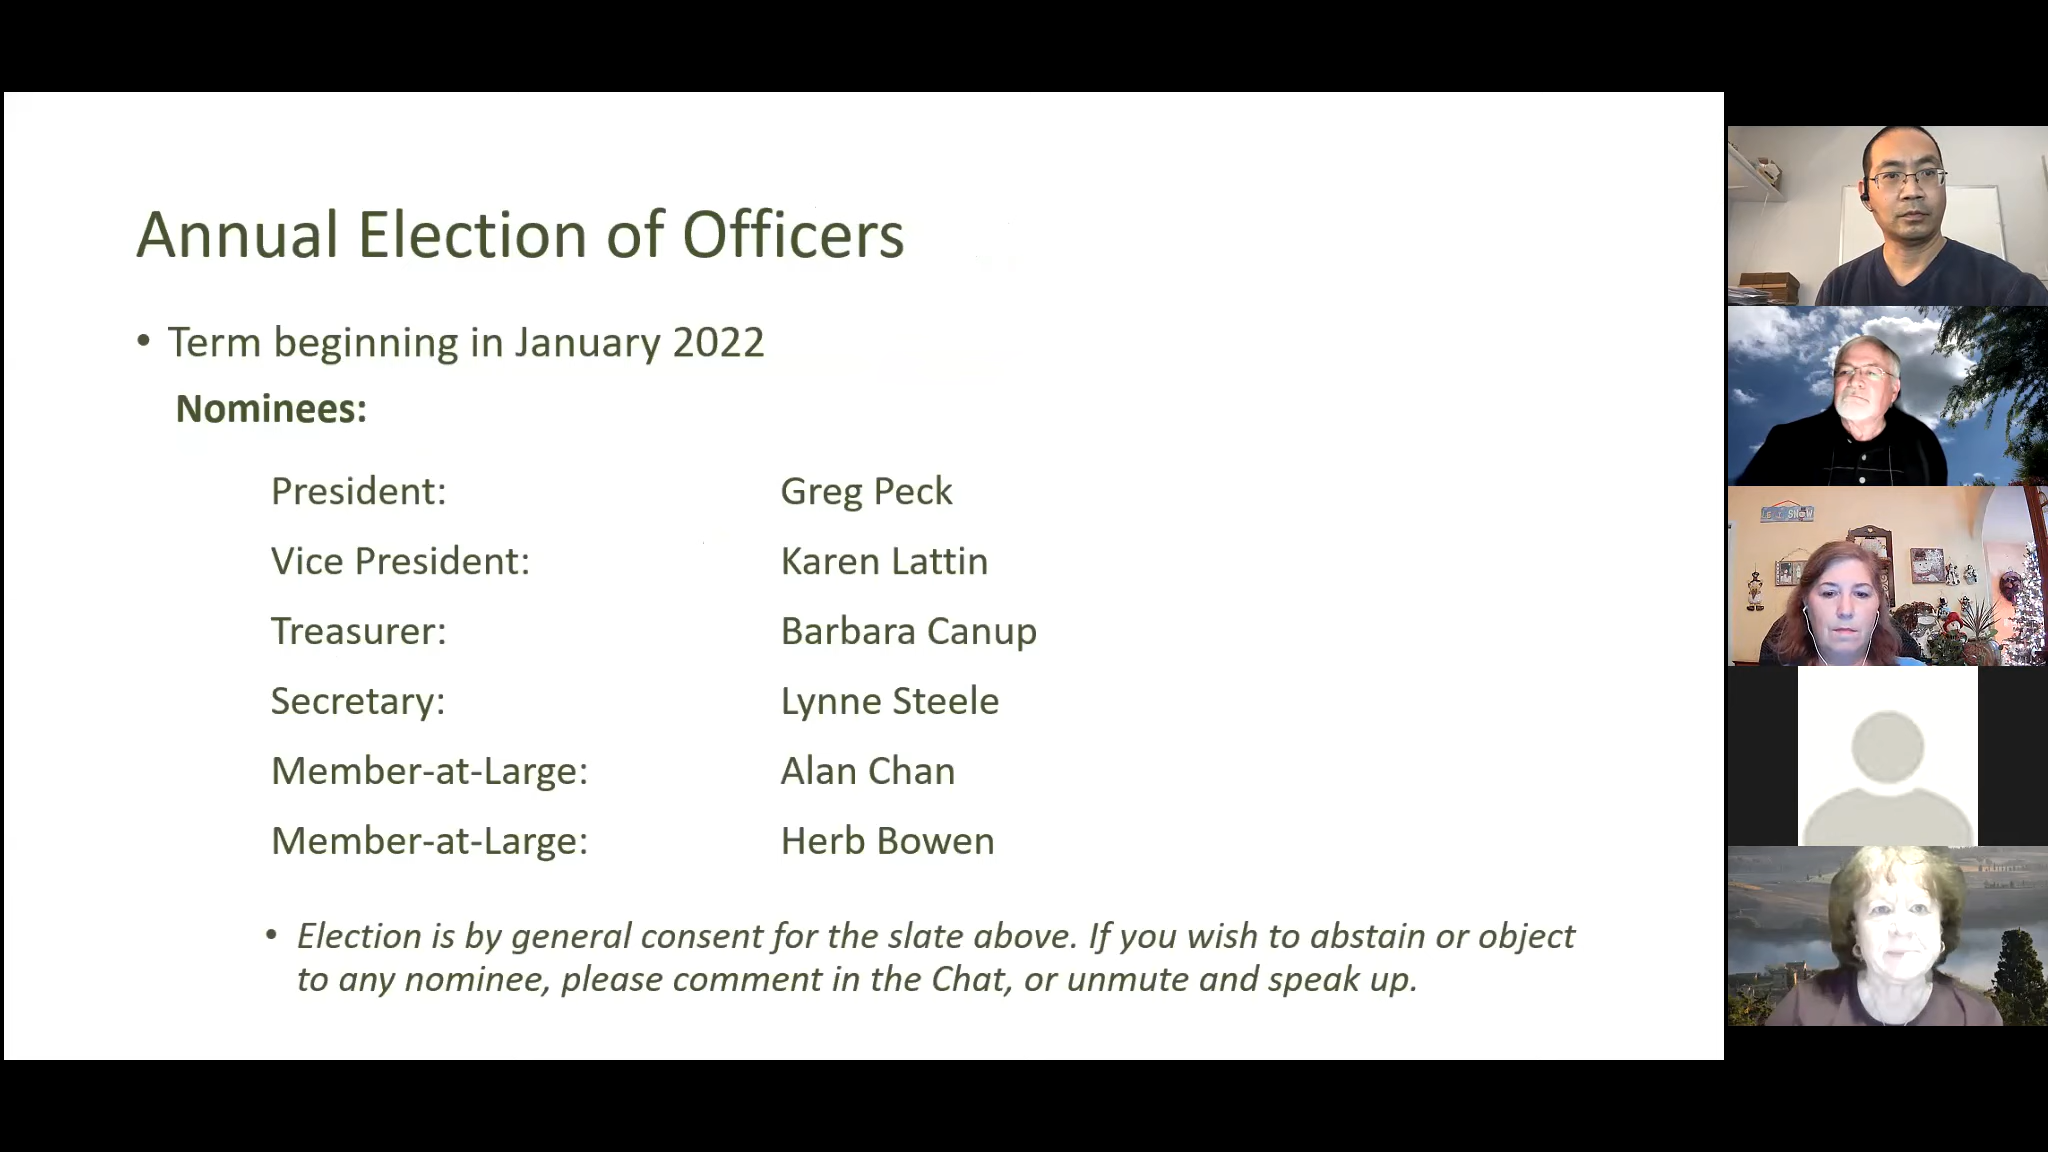 Annual Election of Officers
• Term beginning in January 2022
Nominees:
President: Greg Peck
Vice President: Karen Lattin
Treasurer: Barbara Canup
Secretary: Lynne Steele
Member-at-Large: Alan Chan
Member-at-Large: Herb Bowen
• Election is by general consent for the slate above. If you wish to abstain or object
to any nominee, please comment in the Chat, or unmute and speak up.